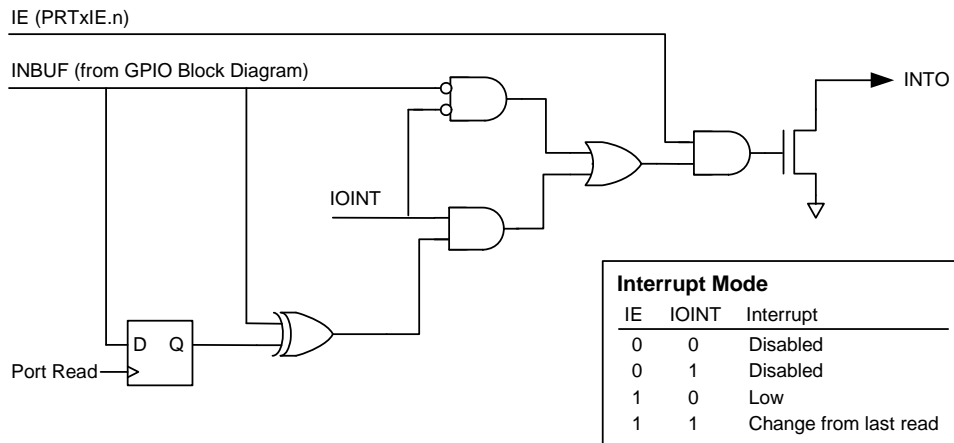 IE (PRTxIE.n)
INBUF (from GPIO Block Diagram)
INTO
IOINT
D Q
Port Read
Interrupt Mode
IE IOINT Interrupt
0 0 Disabled
0 1 Disabled
1 0 Low
1 1 Change from last read